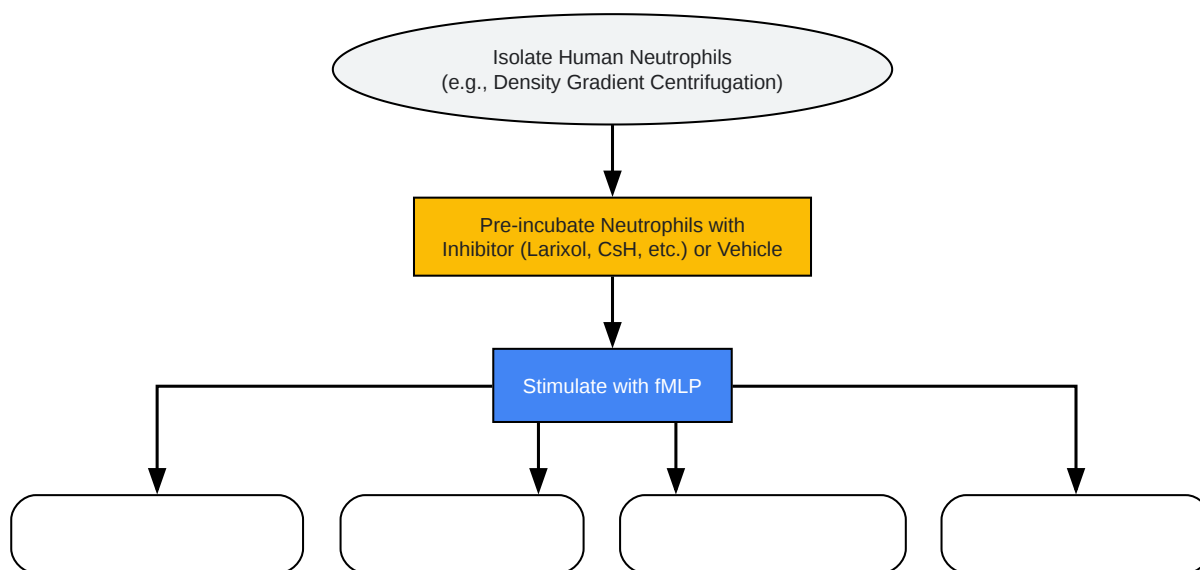 Isolate Human Neutrophils
(e.g., Density Gradient Centrifugation)
Pre-incubate Neutrophils with
Inhibitor (Larixol, CsH, etc.) or Vehicle
Stimulate with fMLP